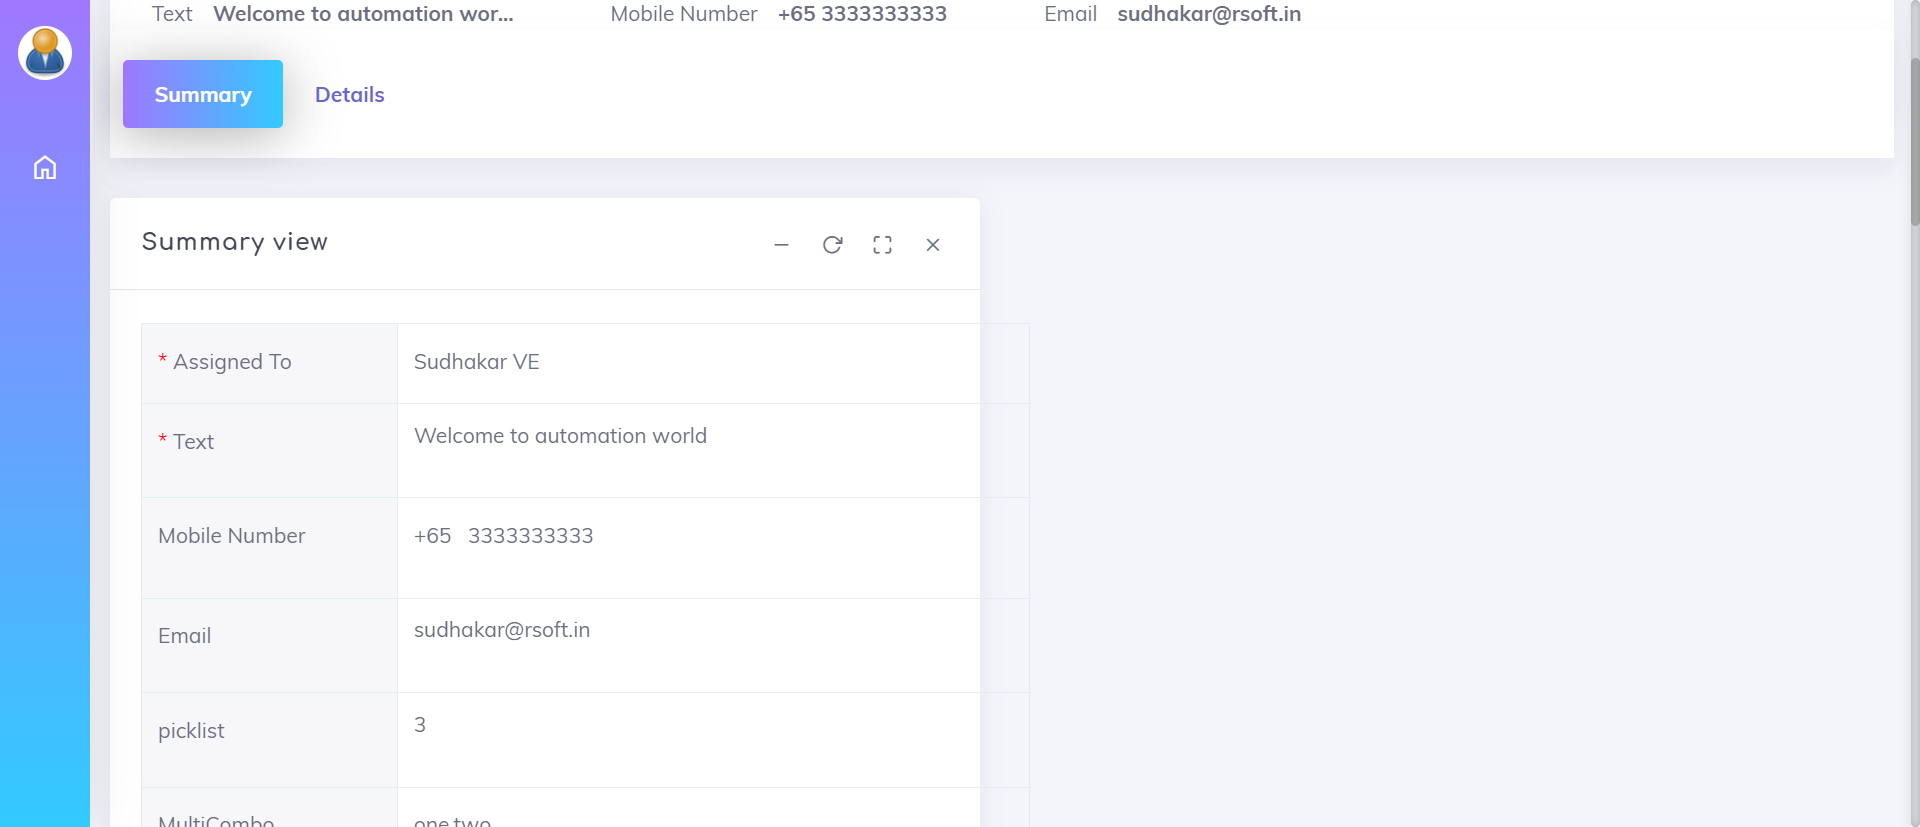 Text Welcome to automation wor... Mobile Number +65 3333333333 Email sudhakar@rsoft.in
Summary Details
Summary view
* Assigned To Sudhakar VE
* Text Welcome to automation world
Mobile Number +65 3333333333
Email sudhakar@rsoft.in
picklist 3
MultiCombo one,two